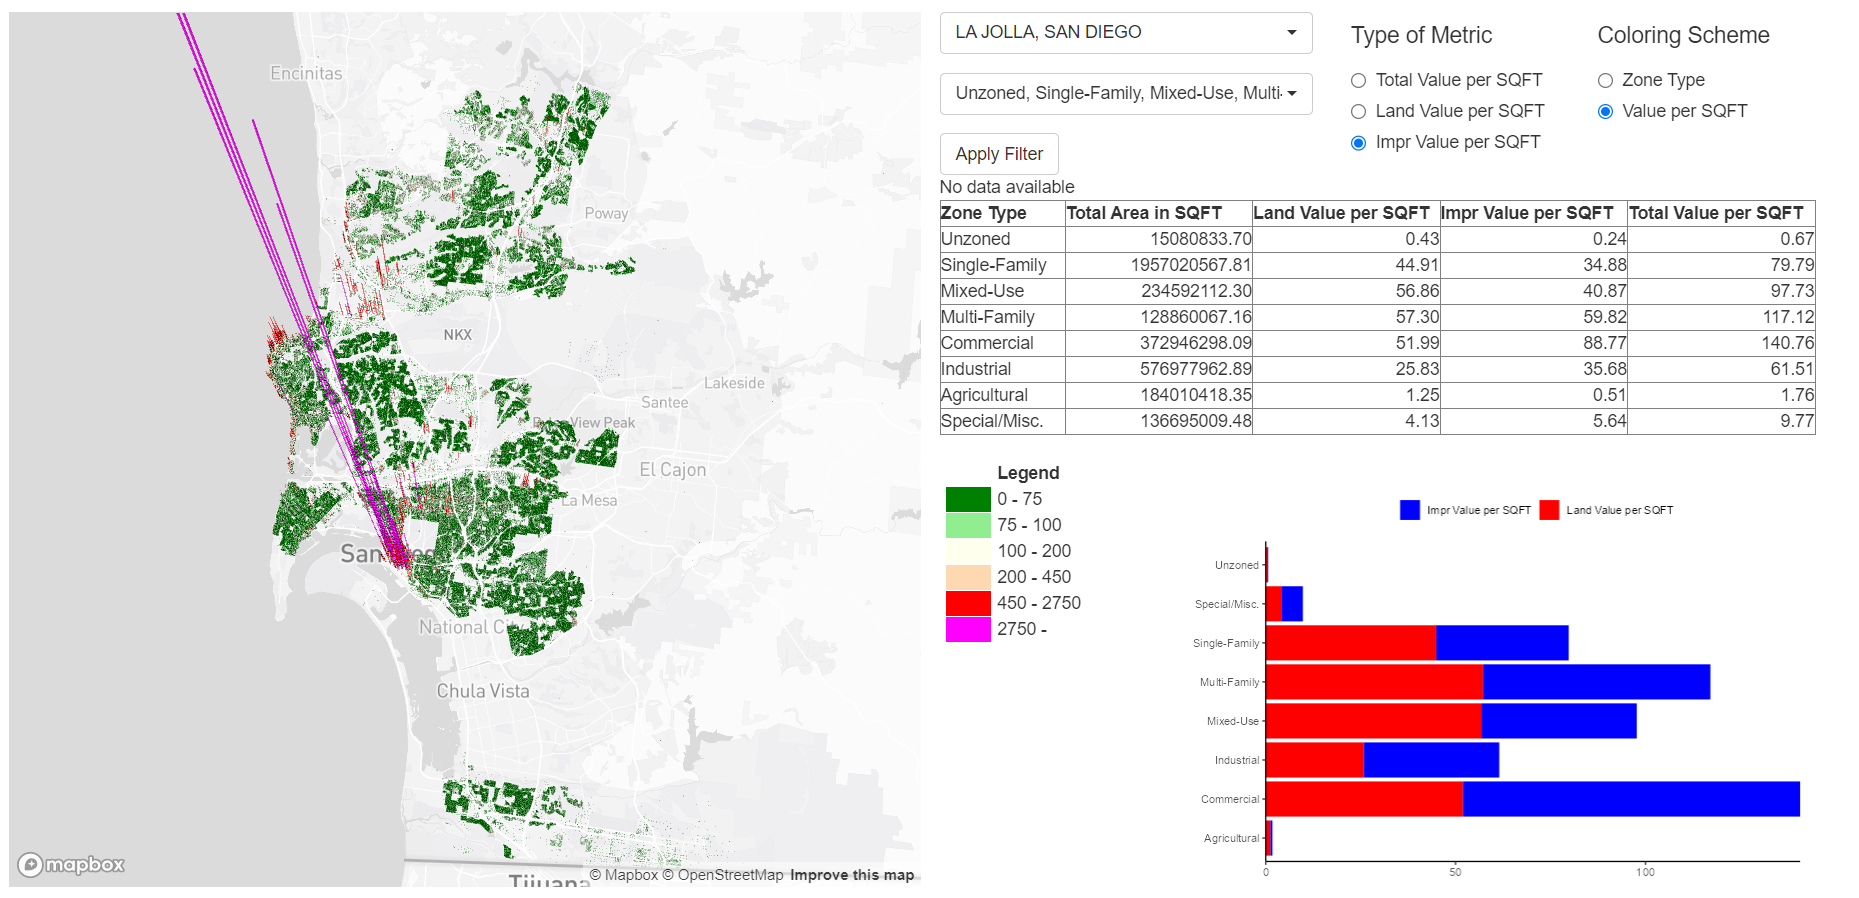 Encinitas
Poway
NKX
Lakeside
Santee
View Peak
El Cajon
La Mesa
San
National City
Chula Vista
Tijuana
mapbox
© Mapbox © OpenStreetMap Improve this map
LA JOLLA, SAN DIEGO
Unzoned, Single-Family, Mixed-Use, Multi-
Apply Filter
Type of Metric
Total Value per SQFT
Land Value per SQFT
Impr Value per SQFT
Coloring Scheme
Zone Type
Value per SQFT
No data available
Zone Type Total Area in SQFT Land Value per SQFT Impr Value per SQFT Total Value per SQFT
Unzoned 15080833.70 0.43 0.24 0.67
Single-Family 1957020567.81 44.91 34.88 79.79
Mixed-Use 234592112.30 56.86 40.87 97.73
Multi-Family 128860067.16 57.30 59.82 117.12
Commercial 372946298.09 51.99 88.77 140.76
Industrial 576977962.89 25.83 35.68 61.51
Agricultural 184010418.35 1.25 0.51 1.76
Special/Misc. 136695009.48 4.13 5.64 9.77
Legend
0 - 75
75 - 100
100 - 200
200 - 450
450 - 2750
2750 -
Impr Value per SQFT Land Value per SQFT
Unzoned
Special/Misc.
Single-Family
Multi-Family
Mixed-Use
Industrial
Commercial
Agricultural
0 50 100